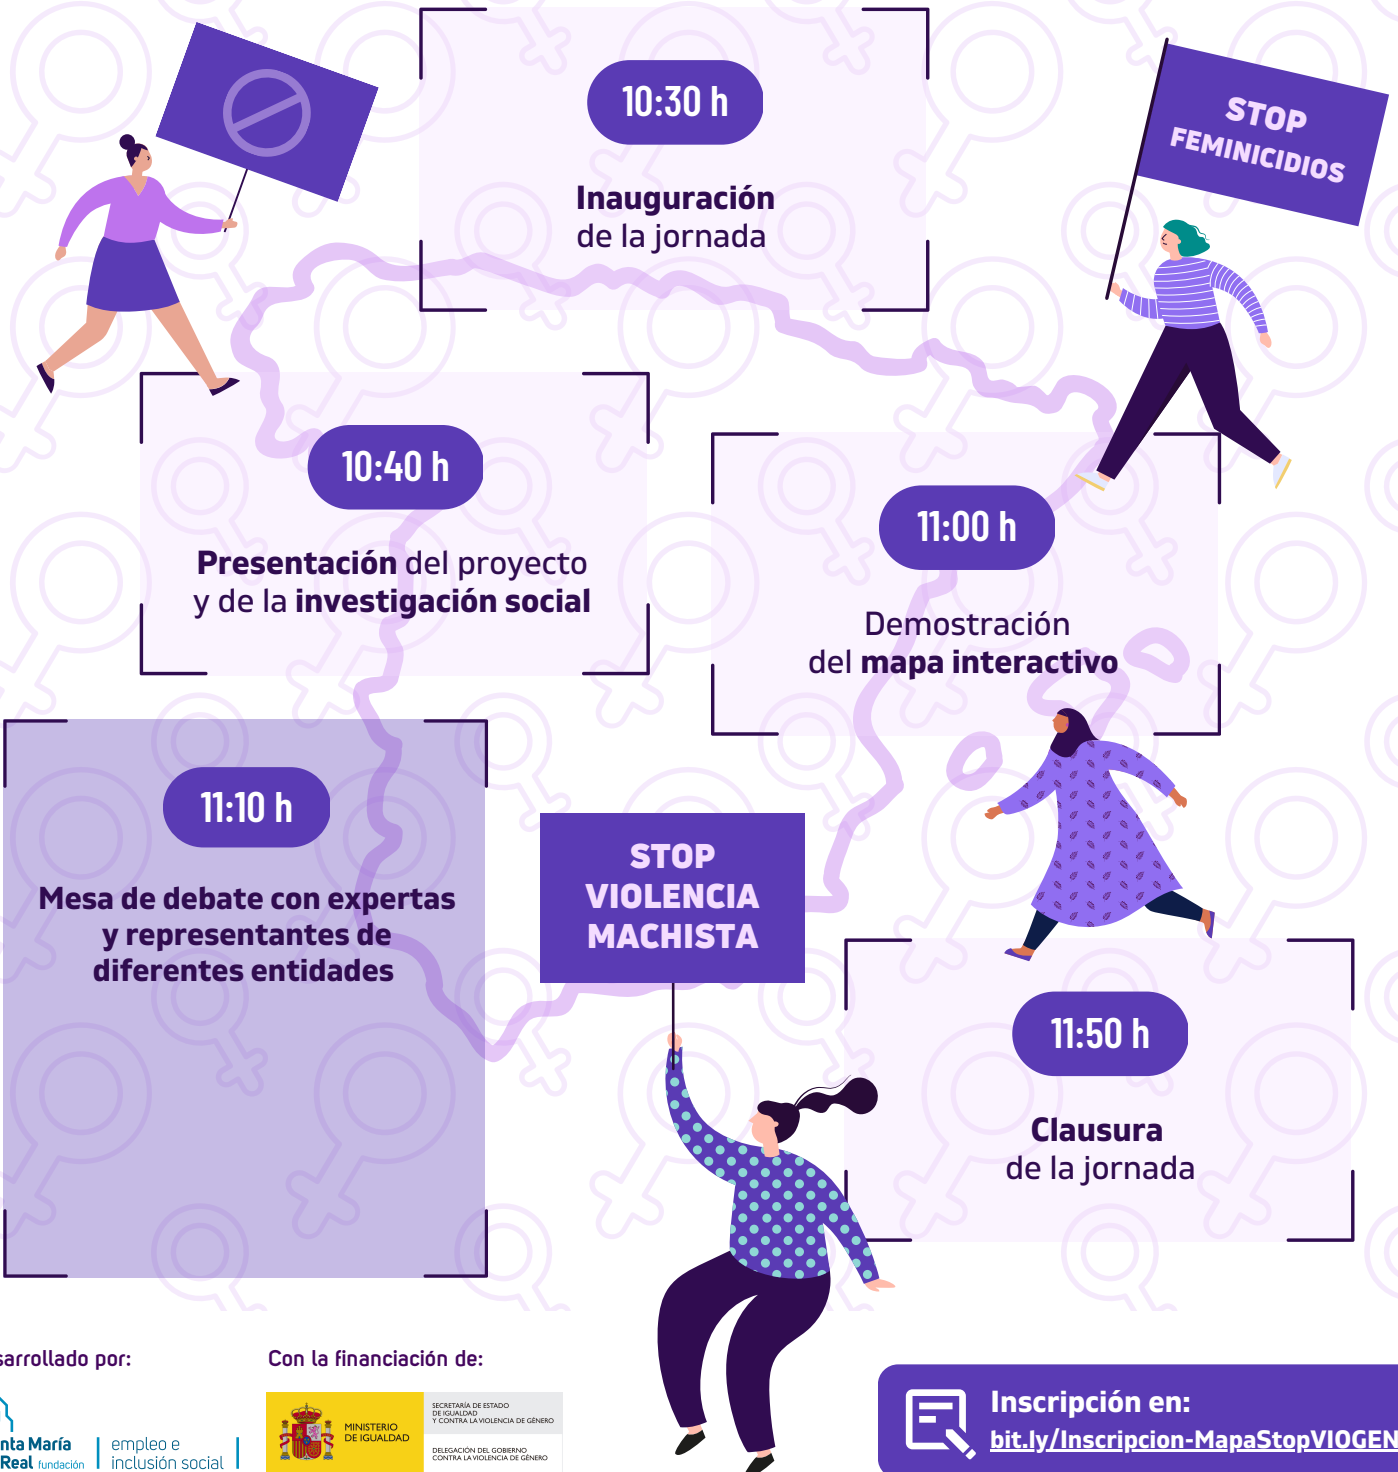 10:30 h
Inauguración
de la jornada
STOP
FEMINICIDIOS
10:40 h
Presentación del proyecto
y de la investigación social
11:00 h
Demostración
del mapa interactivo
11:10 h
Mesa de debate con expertas
y representantes de
diferentes entidades
STOP
VIOLENCIA
MACHISTA
11:50 h
Clausura
de la jornada
sarrollado por:
nta María
Real fundación
empleo e
inclusión social
Con la financiación de:
MINISTERIO
DE IGUALDAD
SECRETARÍA DE ESTADO
DE IGUALDAD
Y CONTRA LA VIOLENCIA DE GÉNERO
DELEGACIÓN DEL GOBIERNO
CONTRA LA VIOLENCIA DE GÉNERO
Inscripción en:
bit.ly/Inscripcion-MapaStopVIOGEN